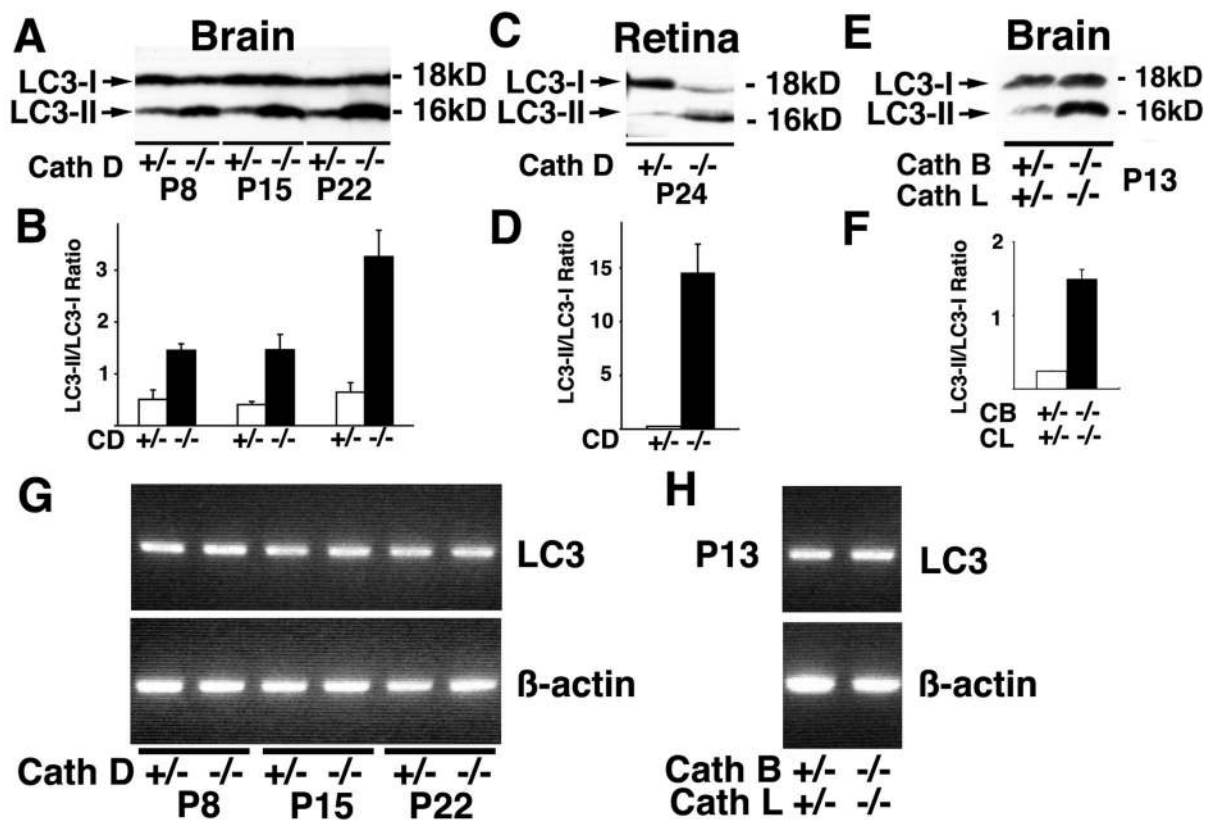 A Brain
LC3-I - 18kD
LC3-II - 16kD
Cath D +/- -/- +/- -/- +/- -/-
P8 P15 P22
C Retina
LC3-I - 18kD
LC3-II - 16kD
Cath D +/- -/-
P24
E Brain
LC3-I - 18kD
LC3-II - 16kD
Cath B +/- -/-
Cath L +/- -/-
P13
B
LC3-II/LC3-I Ratio
3
2
1
CD +/- -/- +/- -/- +/- -/-
D
LC3-II/LC3-I Ratio
15
10
5
CD +/- -/-
F
LC3-II/LC3-I Ratio
2
1
CB +/- -/-
CL +/- -/-
G
LC3
ß-actin
Cath D +/- -/- +/- -/- +/- -/-
P8 P15 P22
H
P13 LC3
ß-actin
Cath B +/- -/-
Cath L +/- -/-